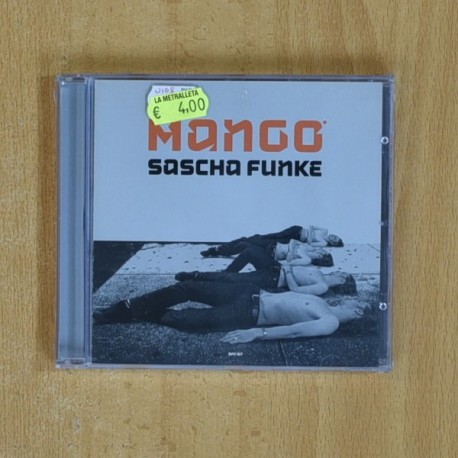 LA METRALLETA
€ 4,00
Mango
Sascha Funke